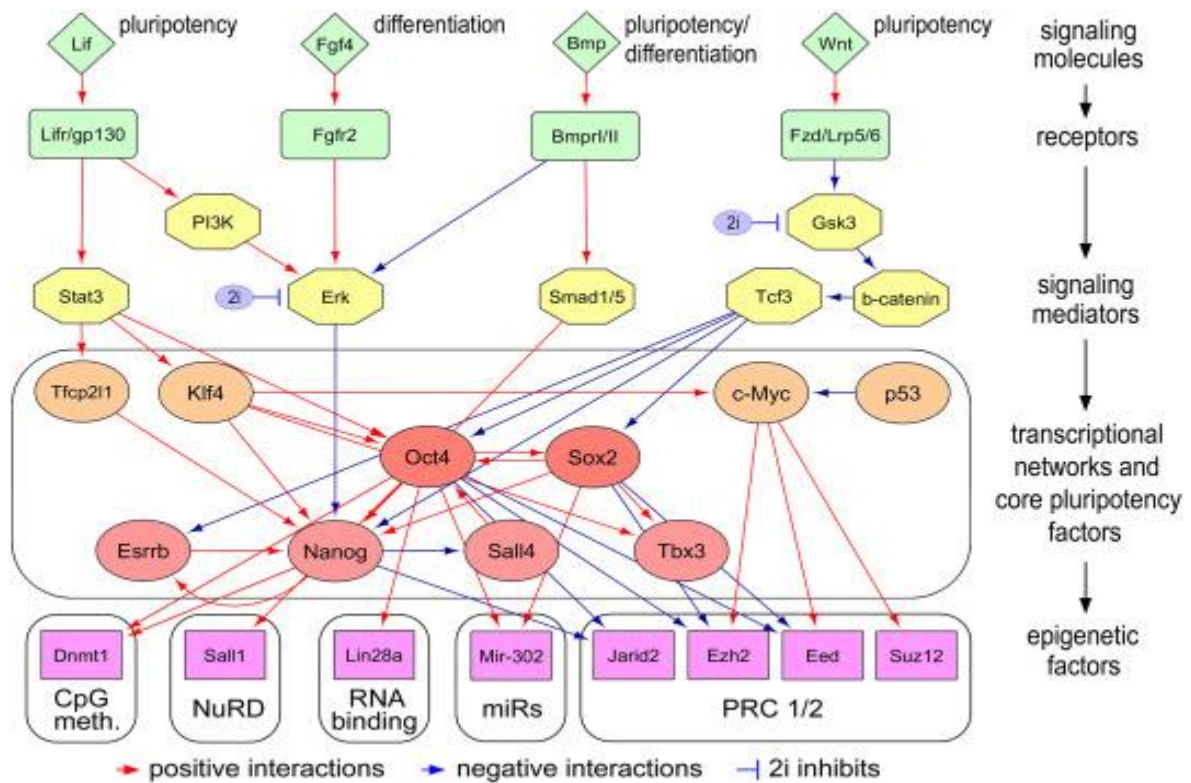 Lif
pluripotency
Fgf4
differentiation
Bmp
pluripotency/
differentiation
Wnt
pluripotency
signaling
molecules
Lifr/gp130
Fgfr2
BmprI/II
Fzd/Lrp5/6
receptors
PI3K
2i
Gsk3
Stat3
2i
Erk
Smad1/5
Tcf3
b-catenin
signaling
mediators
Tfcp2l1
Klf4
c-Myc
p53
Oct4
Sox2
transcriptional
networks and
core pluripotency
factors
Esrrb
Nanog
Sall4
Tbx3
Dnmt1
Sall1
Lin28a
Mir-302
Jarid2
Ezh2
Eed
Suz12
epigenetic
factors
CpG
meth.
NuRD
RNA
binding
miRs
PRC 1/2
positive interactions
negative interactions
2i inhibits